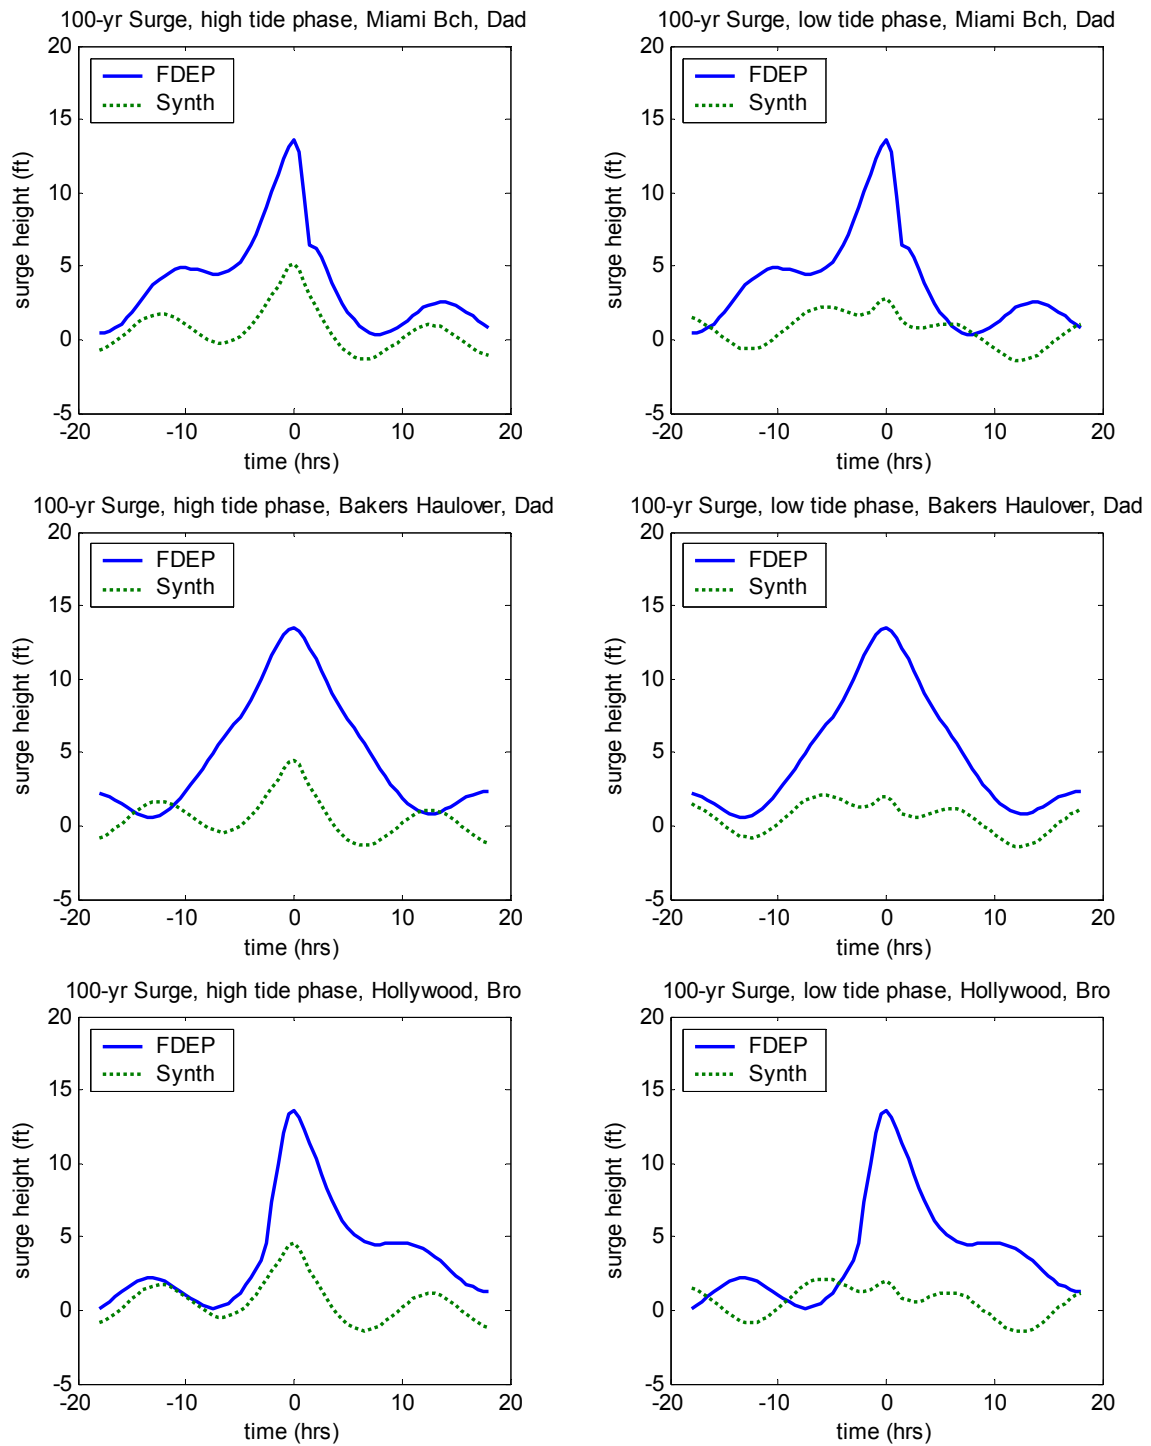 100-yr Surge, high tide phase, Miami Bch, Dad
20
15
10
5
0
-5
surge height (ft)
FDEP
Synth
-20
-10
0
10
20
time (hrs)
100-yr Surge, low tide phase, Miami Bch, Dad
20
15
10
5
0
-5
surge height (ft)
FDEP
Synth
-20
-10
0
10
20
time (hrs)
100-yr Surge, high tide phase, Bakers Haulover, Dad
20
15
10
5
0
-5
surge height (ft)
FDEP
Synth
-20
-10
0
10
20
time (hrs)
100-yr Surge, low tide phase, Bakers Haulover, Dad
20
15
10
5
0
-5
surge height (ft)
FDEP
Synth
-20
-10
0
10
20
time (hrs)
100-yr Surge, high tide phase, Hollywood, Bro
20
15
10
5
0
-5
surge height (ft)
FDEP
Synth
-20
-10
0
10
20
time (hrs)
100-yr Surge, low tide phase, Hollywood, Bro
20
15
10
5
0
-5
surge height (ft)
FDEP
Synth
-20
-10
0
10
20
time (hrs)